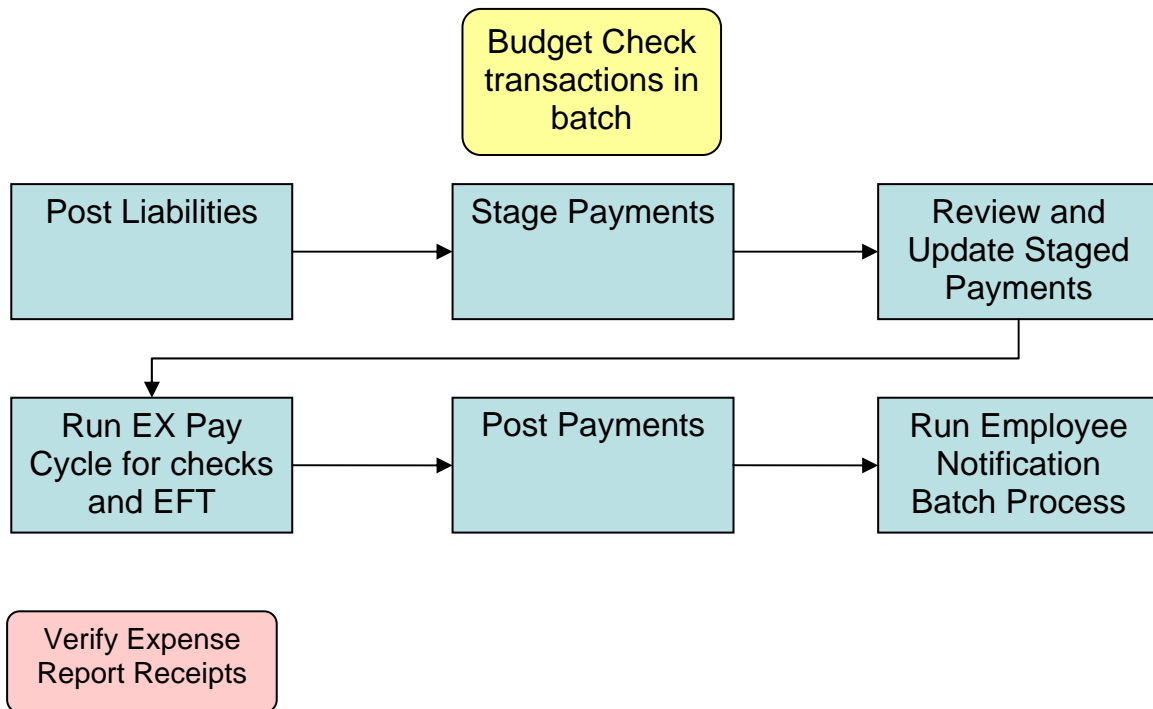 Budget Check
transactions in
batch
Post Liabilities
Stage Payments
Review and
Update Staged
Payments
Run EX Pay
Cycle for checks
and EFT
Post Payments
Run Employee
Notification
Batch Process
Verify Expense
Report Receipts